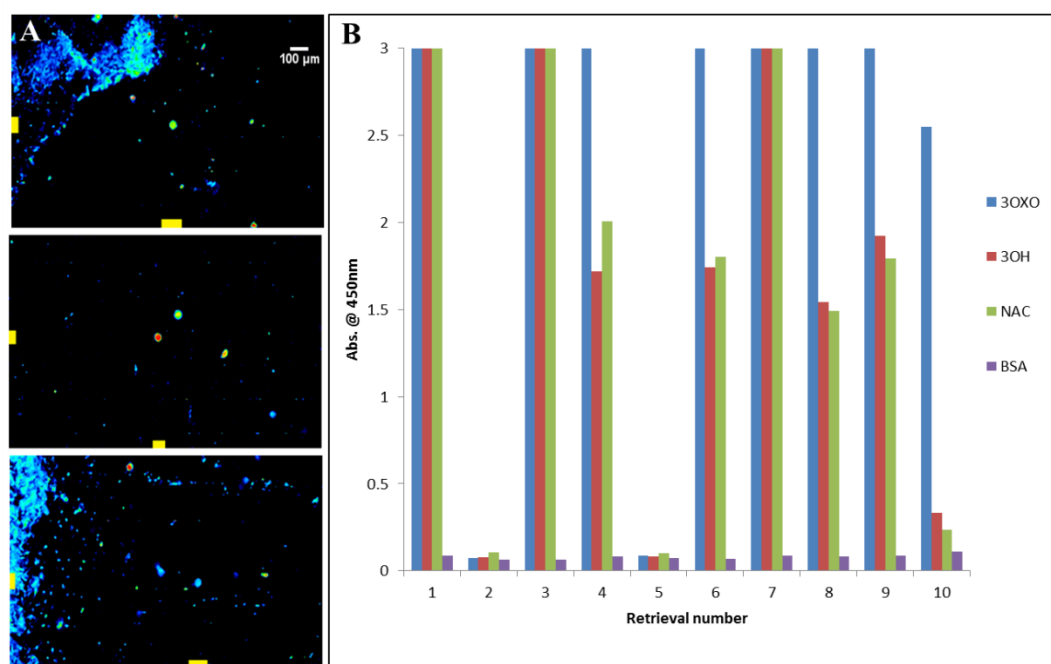 A
100 µm
B
3
2.5
2
1.5
1
0.5
0
Abs. @ 450nm
1 2 3 4 5 6 7 8 9 10
Retrieval number
3OXO
3OH
NAC
BSA